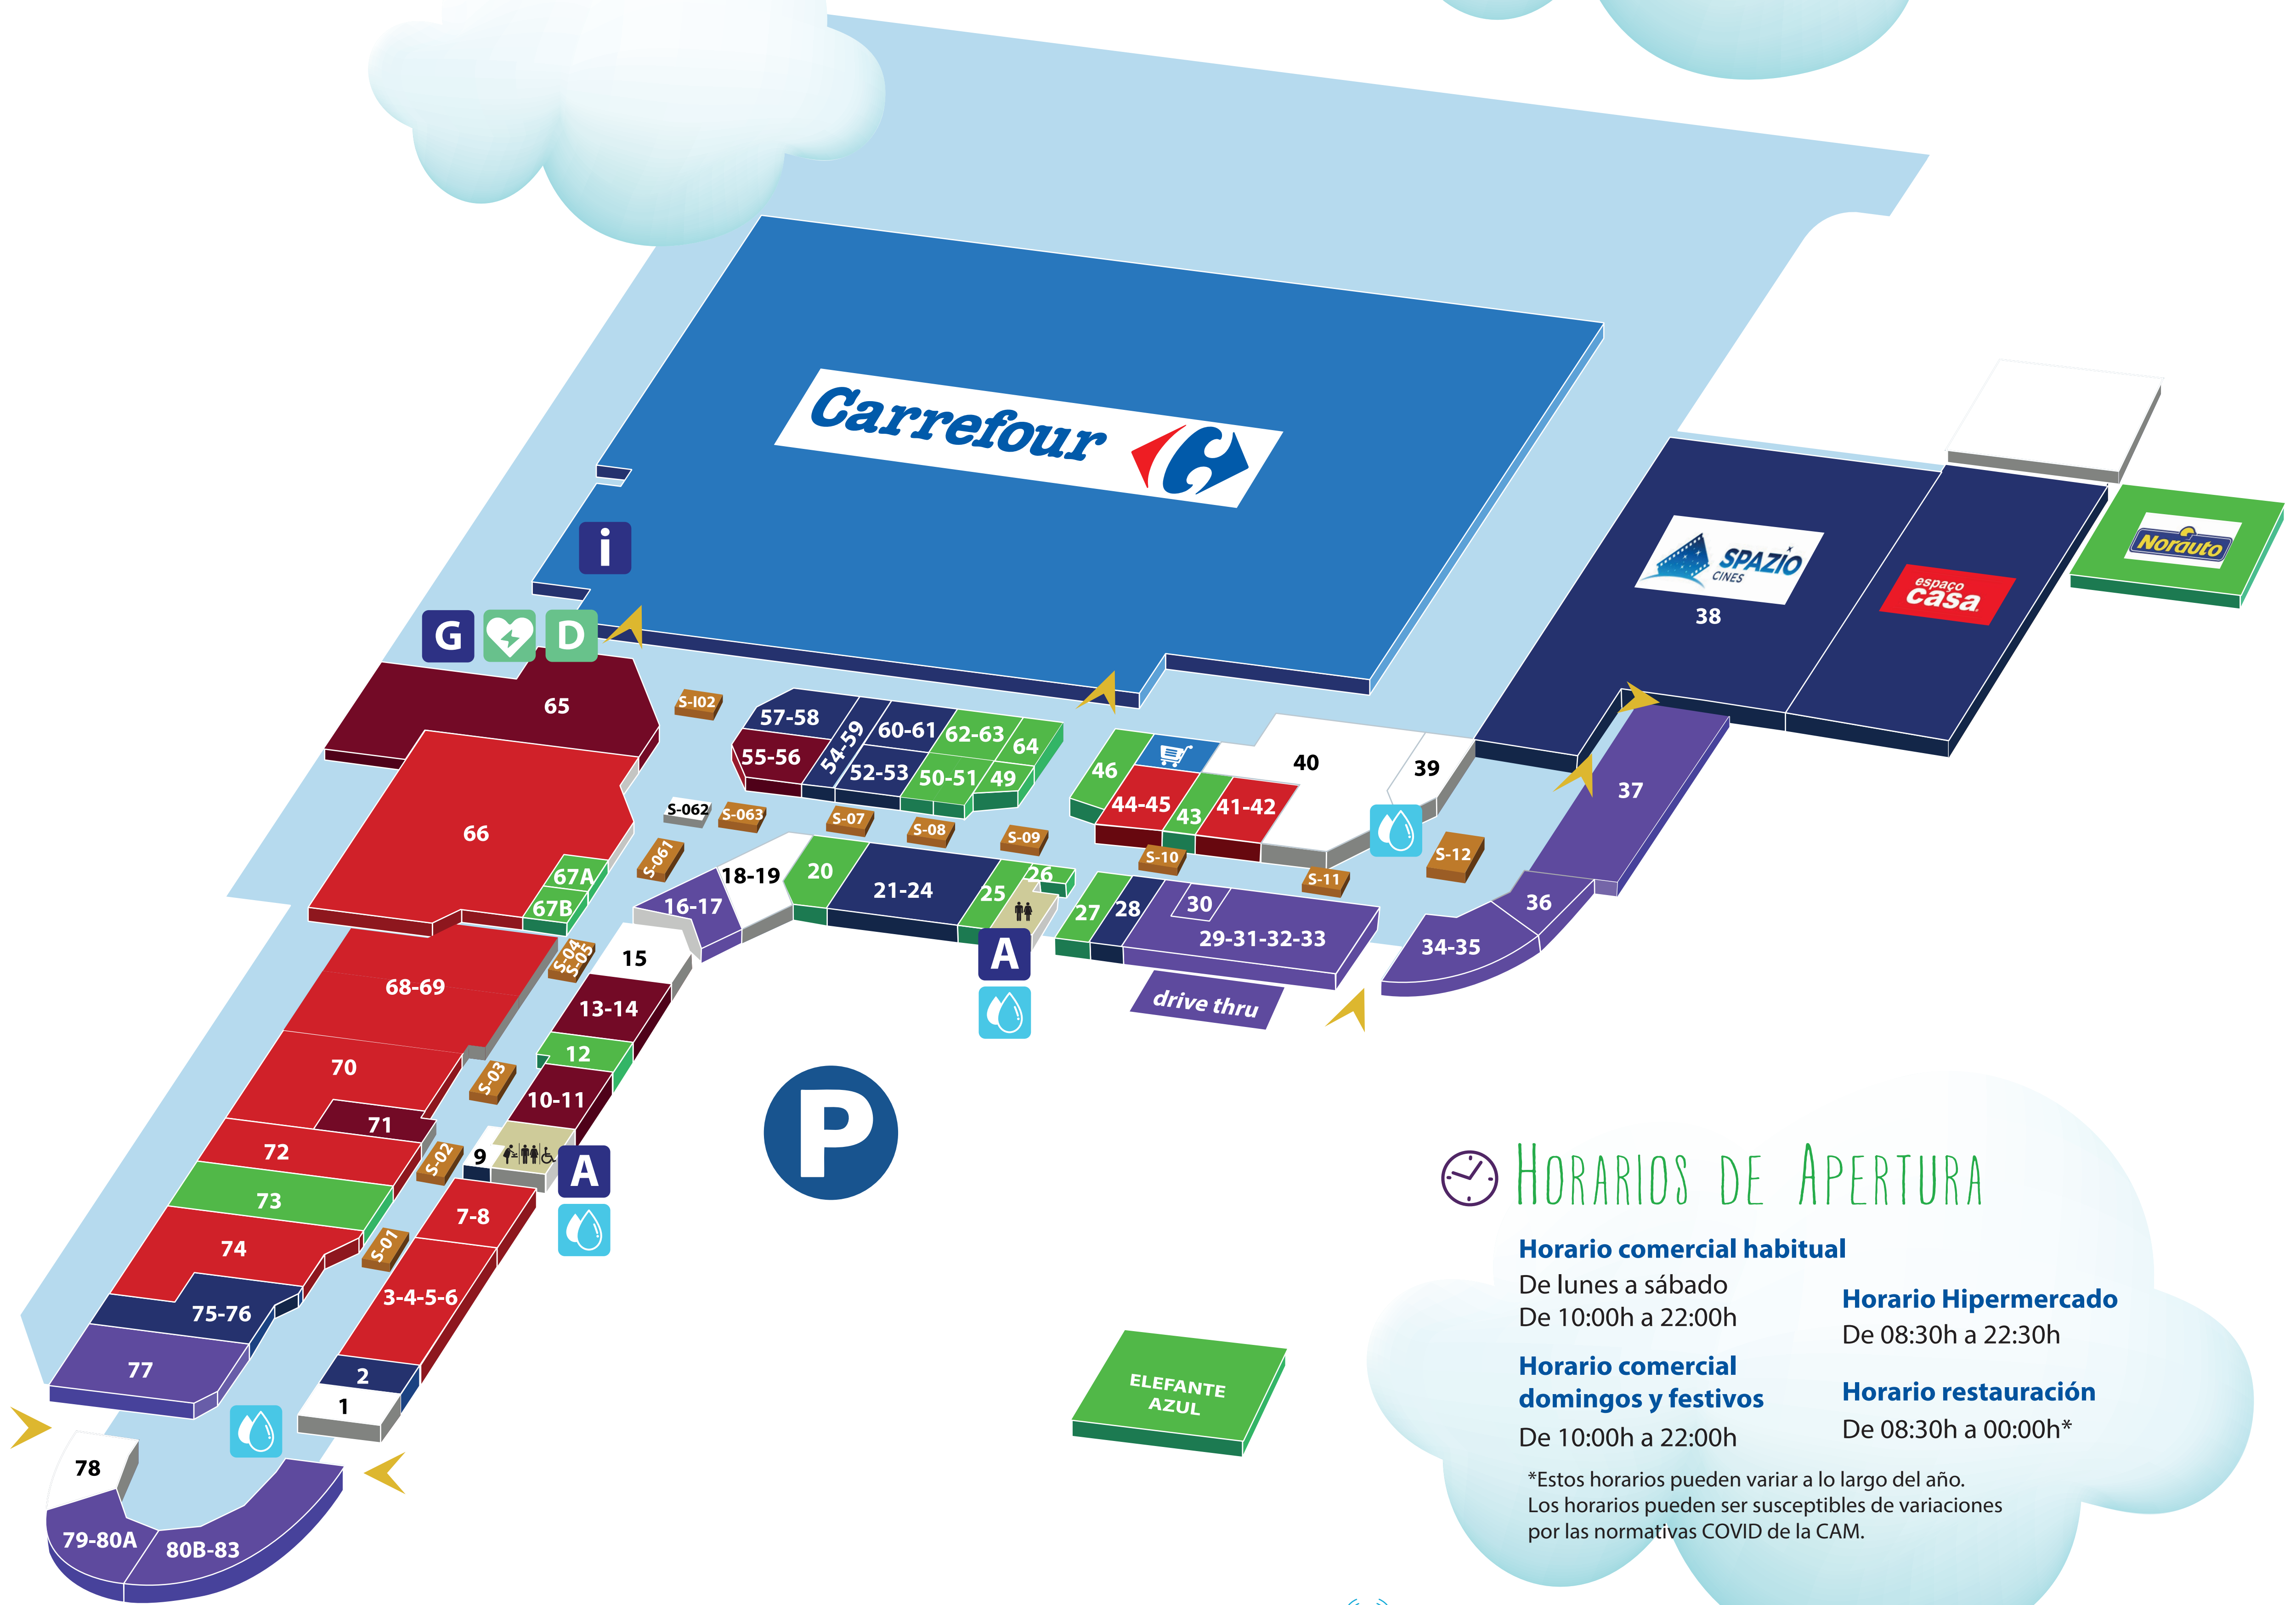 Carrefour
i
G
D
SPAZIO
CINES
38
espaço
casa
Norauto
65
S-I02
57-58
54-59
60-61
62-63
64
55-56
52-53
50-51
49
46
44-45
43
41-42
40
39
37
66
S-062
S-063
S-07
S-08
S-09
S-10
S-11
S-12
S-061
67A
67B
18-19
16-17
20
21-24
25
26
27
28
30
29-31-32-33
34-35
36
A
drive thru
68-69
S-04
S-05
15
13-14
12
70
S-03
10-11
71
72
S-02
9
A
P
73
7-8
74
S-01
3-4-5-6
75-76
77
2
1
78
79-80A
80B-83
ELEFANTE
AZUL
HORARIOS DE APERTURA
Horario comercial habitual
De lunes a sábado
De 10:00h a 22:00h
Horario comercial
domingos y festivos
De 10:00h a 22:00h
Horario Hipermercado
De 08:30h a 22:30h
Horario restauración
De 08:30h a 00:00h*
*Estos horarios pueden variar a lo largo del año.
Los horarios pueden ser susceptibles de variaciones
por las normativas COVID de la CAM.